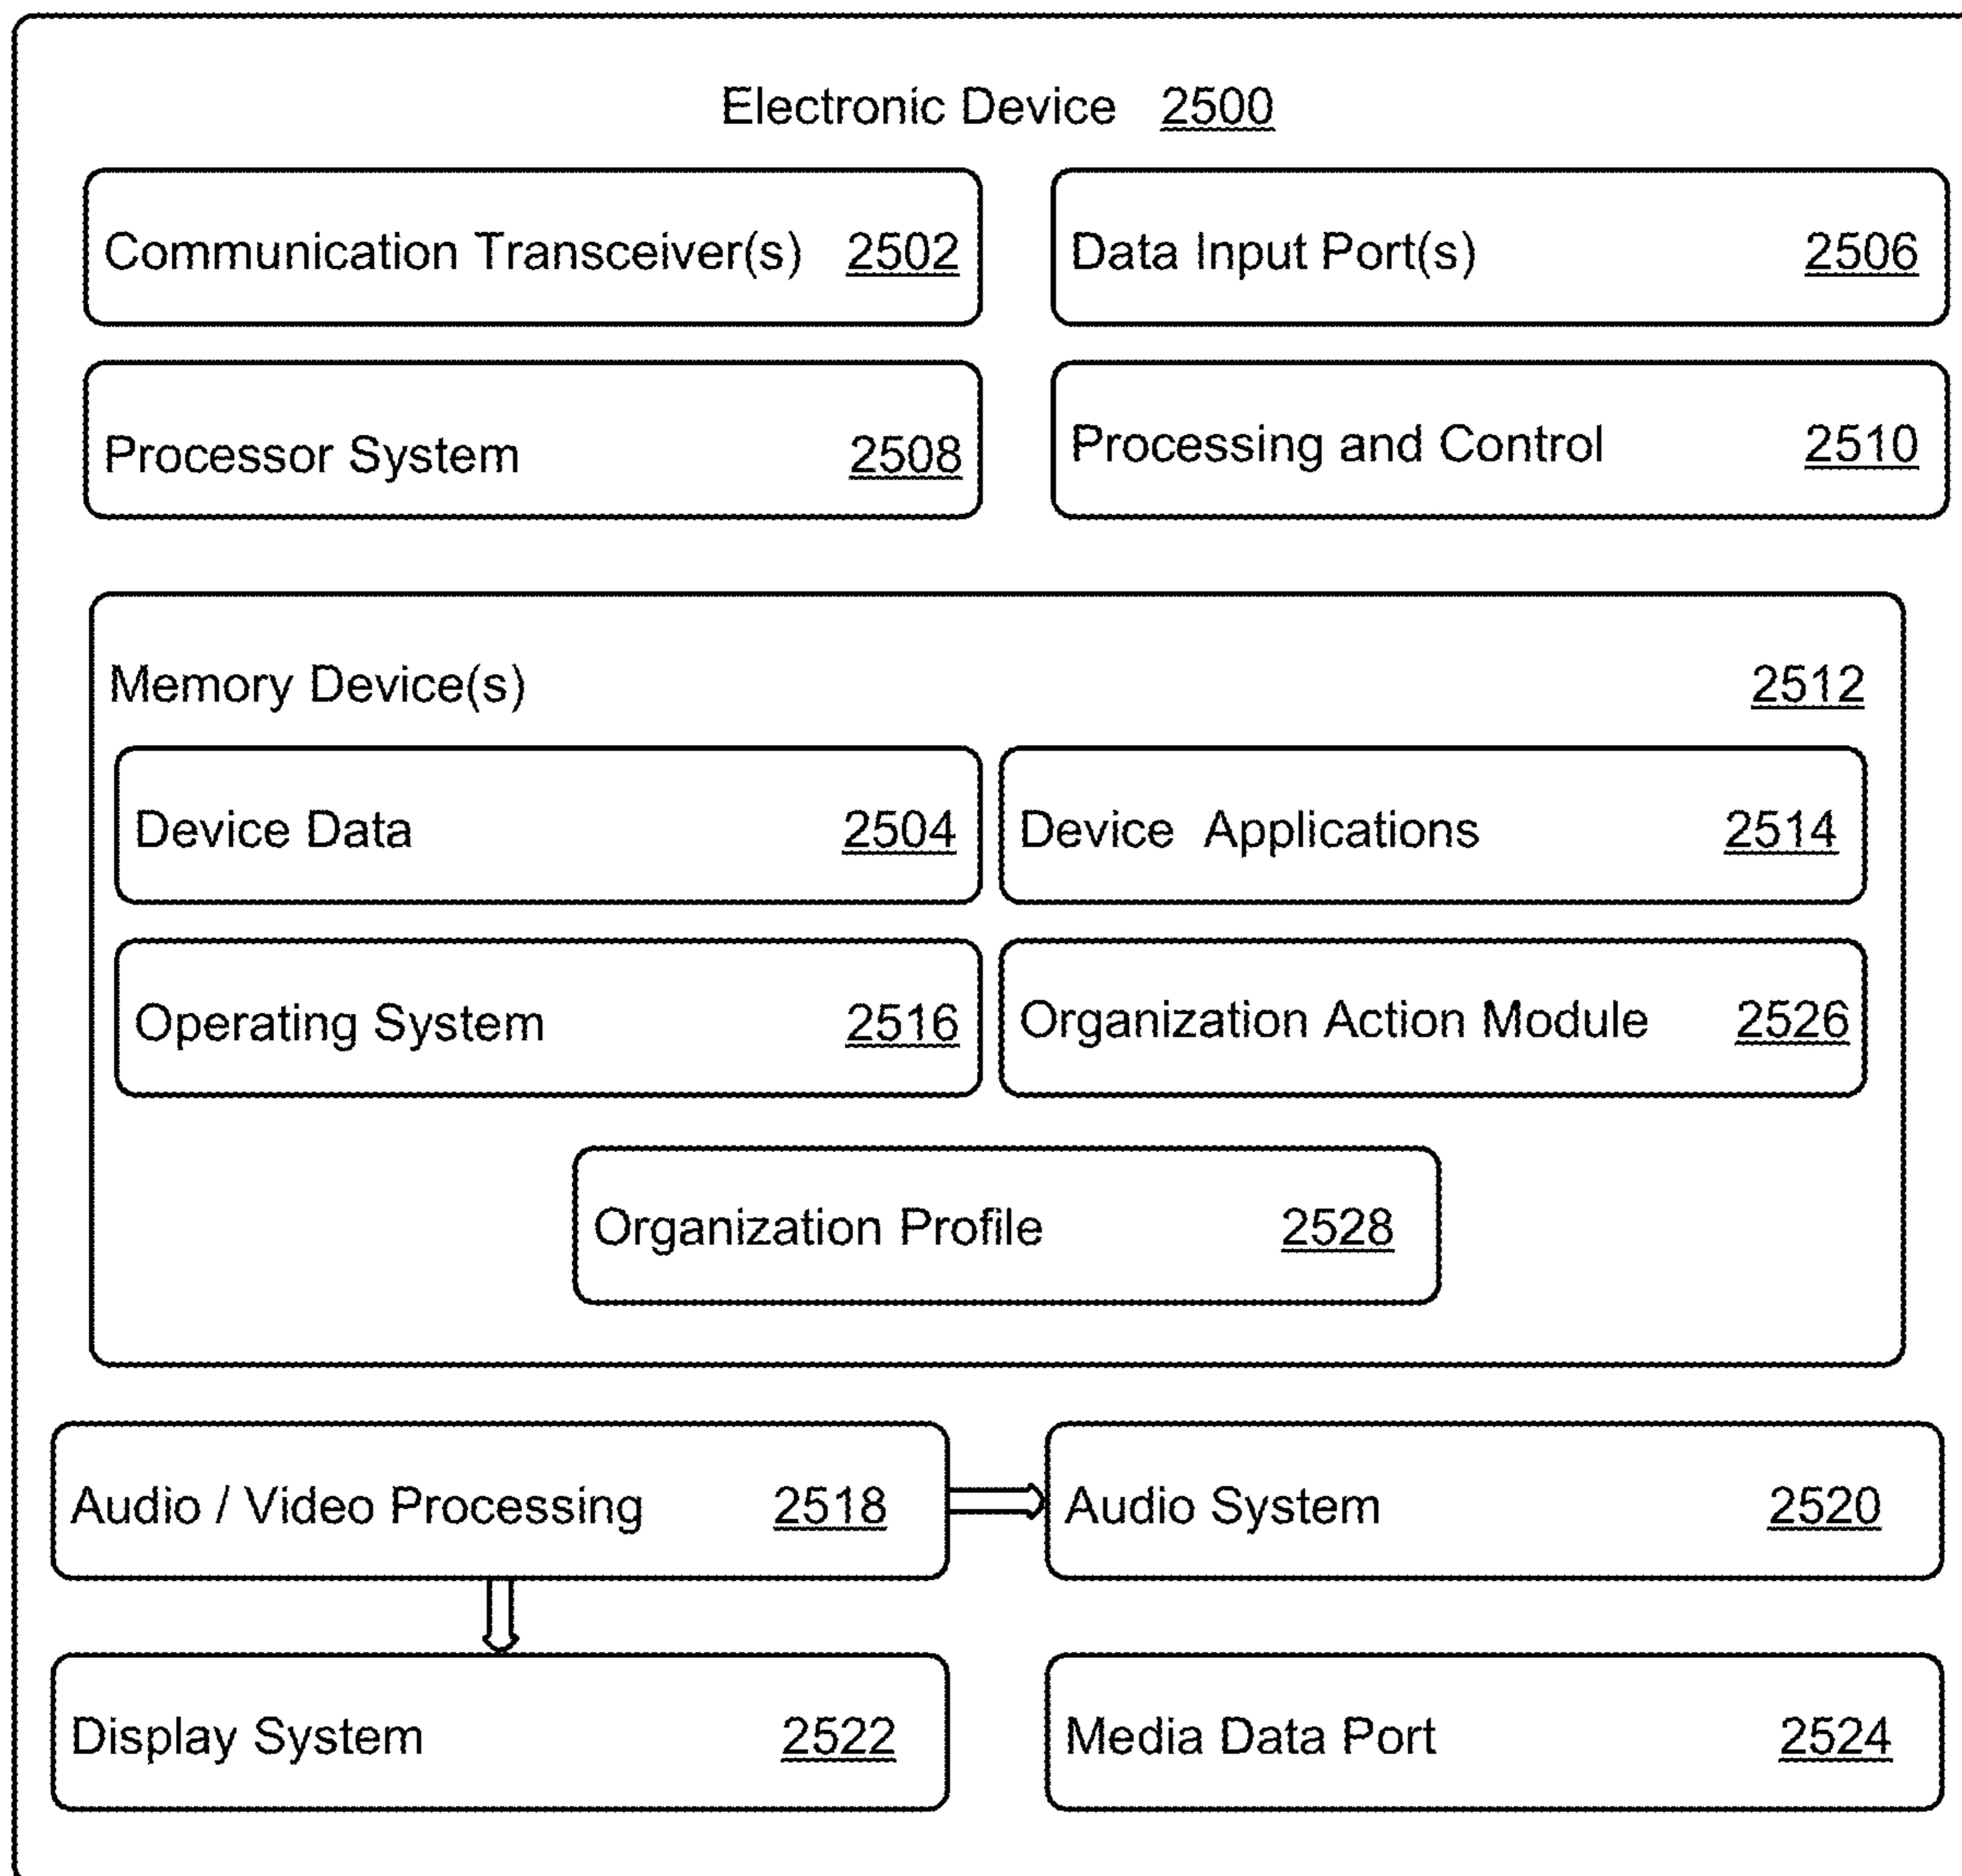 Electronic Device 2500
Communication Transceiver(s) 2502
Data Input Port(s) 2506
Processor System 2508
Processing and Control 2510
Memory Device(s) 2512
Device Data 2504
Device Applications 2514
Operating System 2516
Organization Action Module 2526
Organization Profile 2528
Audio / Video Processing 2518
Audio System 2520
Display System 2522
Media Data Port 2524